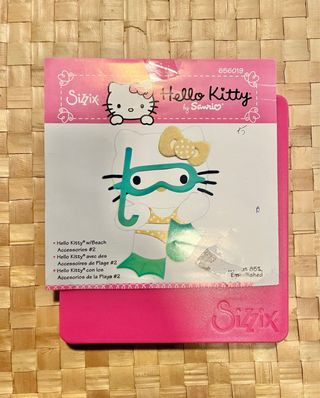 656019
Sizzix
Hello Kitty
by Sanrio
• Hello Kitty® w/Beach
Accessories #2
• Hello Kitty® avec des
Accessoires de Plage #2
• Hello Kitty® con los
Accesorios de la Playa #2
Embellished
Sizzix